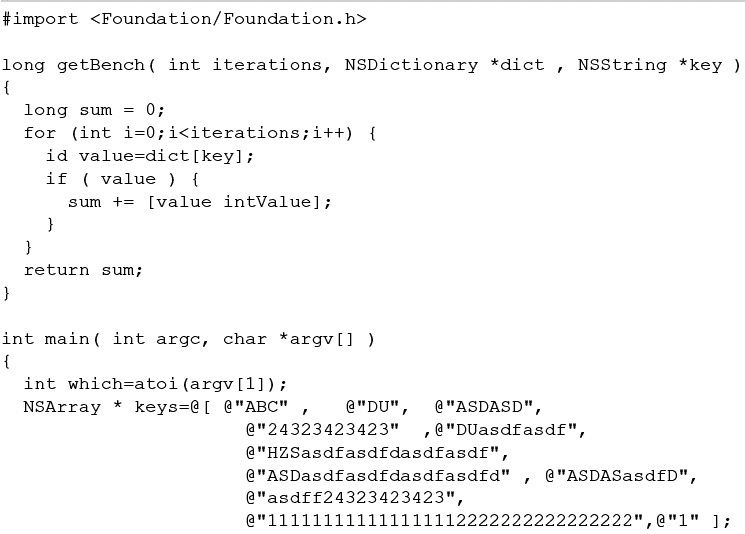 #import <Foundation/Foundation.h>
long getBench( int iterations, NSDictionary *dict , NSString *key )
{
  long sum = 0;
  for (int i=0;i<iterations;i++) {
    id value=dict[key];
    if ( value ) {
      sum += [value intValue];
    }
  }
  return sum;
}
int main( int argc, char *argv[] )
{
  int which=atoi(argv[1]);
  NSArray * keys=@[ @"ABC" ,   @"DU",  @"ASDASD",
                      @"24323423423"  ,@"DUasdfasdf",
                      @"HZSasdfasdfdasdfasdf",
                      @"ASDasdfasdfdasdfasdfd" , @"ASDASasdfD",
                      @"asdff24323423423",
                      @"111111111111111111222222222222222",@"1" ];